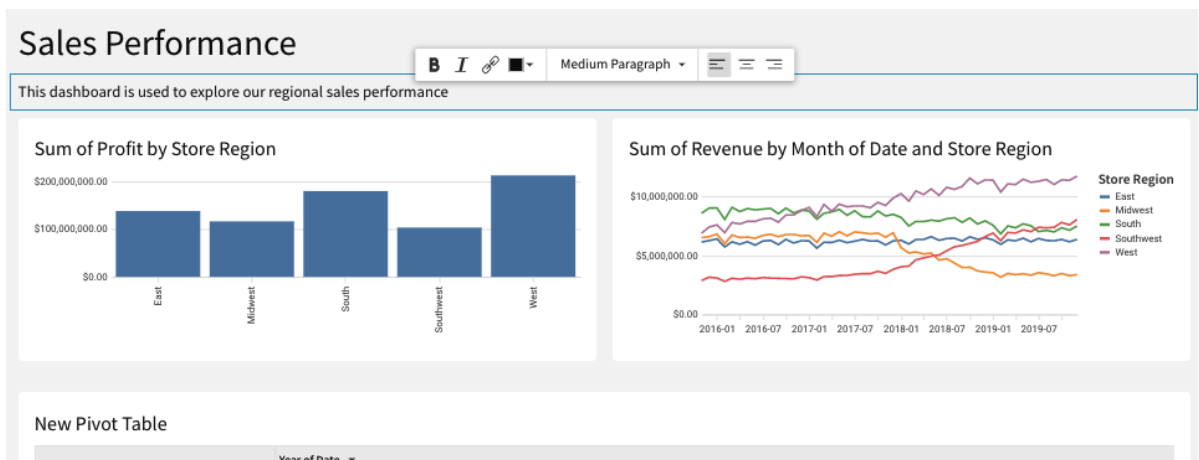 Sales Performance
B I Medium Paragraph
This dashboard is used to explore our regional sales performance
Sum of Profit by Store Region
$200,000,000.00
$100,000,000.00
$0.00
East
Midwest
South
Southwest
West
Sum of Revenue by Month of Date and Store Region
$10,000,000.00
$5,000,000.00
$0.00
2016-01 2016-07 2017-01 2017-07 2018-01 2018-07 2019-01 2019-07
Store Region
East
Midwest
South
Southwest
West
New Pivot Table
Year of Date